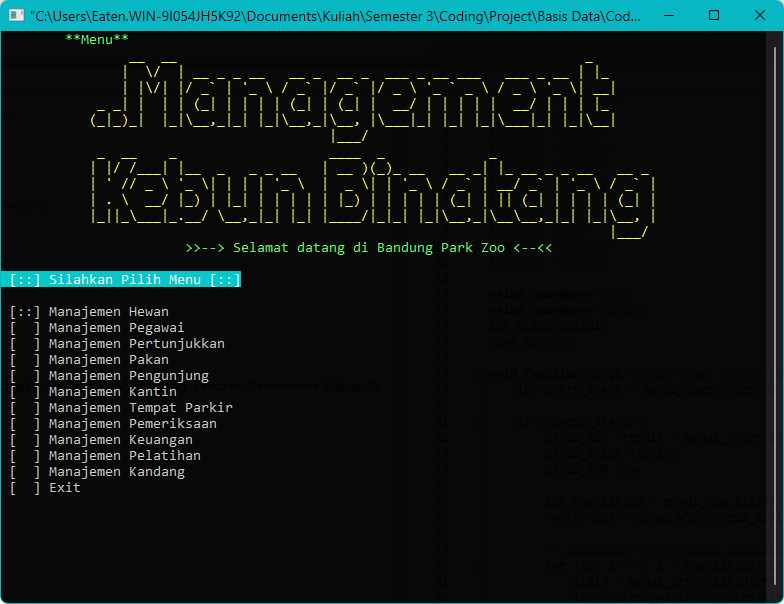 "C:\Users\Eaten.WIN-9I054JH5K92\Documents\Kuliah\Semester 3\Coding\Project\Basis Data\Cod...
**Menu**
Managament
Kebun Binatang
>>--> Selamat datang di Bandung Park Zoo <--<<
[::] Silahkan Pilih Menu [::]
[::] Manajemen Hewan
[  ] Manajemen Pegawai
[  ] Manajemen Pertunjukkan
[  ] Manajemen Pakan
[  ] Manajemen Pengunjung
[  ] Manajemen Kantin
[  ] Manajemen Tempat Parkir
[  ] Manajemen Pemeriksaan
[  ] Manajemen Keuangan
[  ] Manajemen Pelatihan
[  ] Manajemen Kandang
[  ] Exit